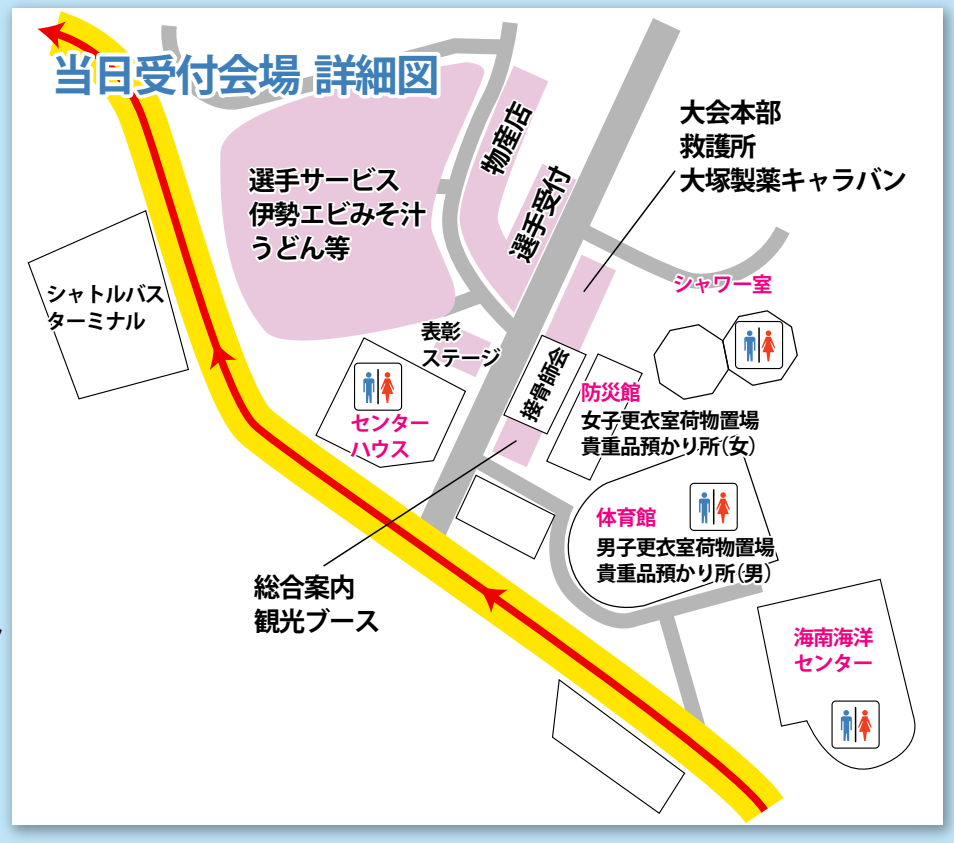 当日受付会場 詳細図
大会本部
救護所
大塚製薬キャラバン
物産店
選手受付
選手サービス
伊勢エビみそ汁
うどん等
シャワー室
シャトルバス
ターミナル
表彰
ステージ
接骨師会
防災館
女子更衣室荷物置場
貴重品預かり所(女)
センター
ハウス
体育館
男子更衣室荷物置場
貴重品預かり所(男)
総合案内
観光ブース
海南海洋
センター